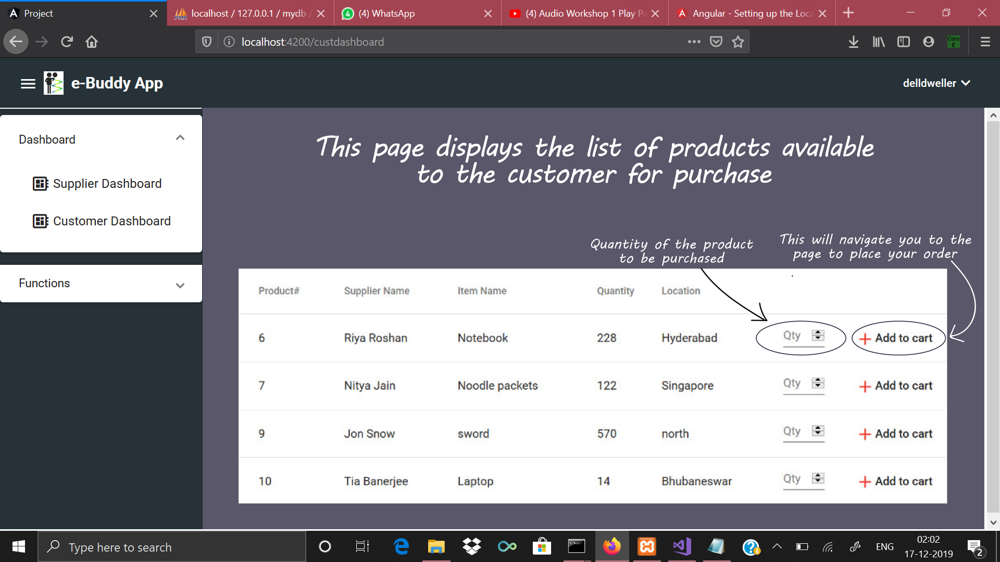 Project
localhost / 127.0.0.1 / mydb /
(4) WhatsApp
(4) Audio Workshop 1 Play Pa
Angular - Setting up the Loca
localhost:4200/custdashboard
Cors
E
e-Buddy App
delldweller
Dashboard
Supplier Dashboard
Customer Dashboard
Functions
This page displays the list of products available
to the customer for purchase
Quantity of the product
to be purchased
This will navigate you to the
page to place your order
Product# Supplier Name Item Name Quantity Location
6 Riya Roshan Notebook 228 Hyderabad Qty + Add to cart
7 Nitya Jain Noodle packets 122 Singapore Qty + Add to cart
9 Jon Snow sword 570 north Qty + Add to cart
10 Tia Banerjee Laptop 14 Bhubaneswar Qty + Add to cart
Type here to search
ENG
02:02
17-12-2019
2